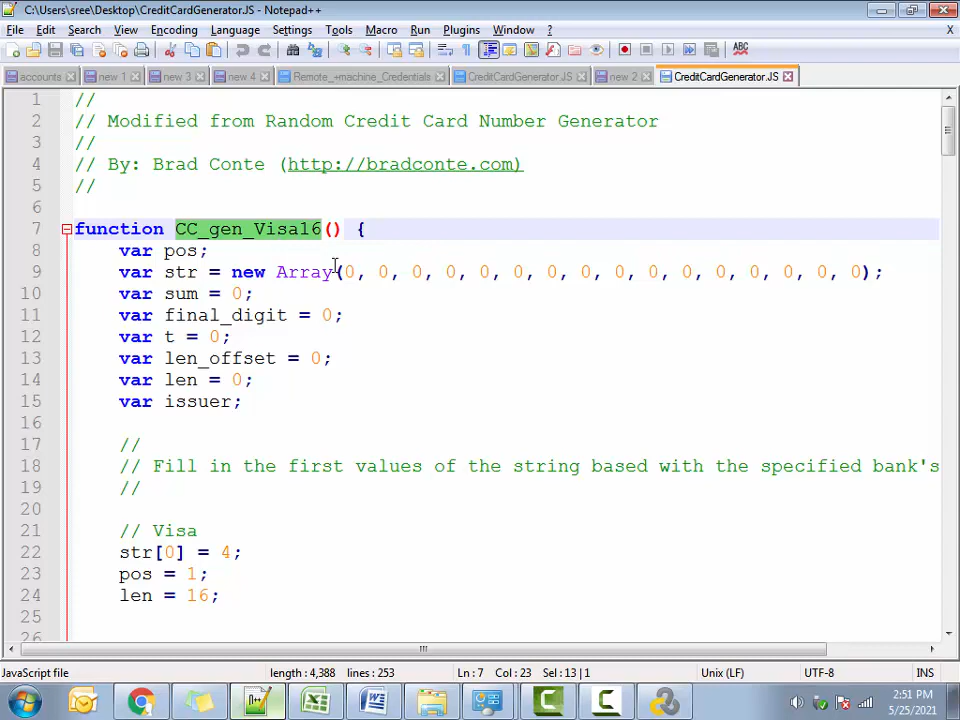 C:\Users\sree\Desktop\CreditCardGenerator.JS - Notepad++
File Edit Search View Encoding Language Settings Tools Macro Run Plugins Window ? X
accounts new 1 new 3 new 4 Remote_+machine_Credentials CreditCardGenerator.JS new 2 CreditCardGenerator.JS
1 //
2 // Modified from Random Credit Card Number Generator
3 //
4 // By: Brad Conte (http://bradconte.com)
5 //
6
7 function CC_gen_Visa16() {
8 var pos;
9 var str = new Array(0, 0, 0, 0, 0, 0, 0, 0, 0, 0, 0, 0, 0, 0, 0, 0);
10 var sum = 0;
11 var final_digit = 0;
12 var t = 0;
13 var len_offset = 0;
14 var len = 0;
15 var issuer;
16
17 //
18 // Fill in the first values of the string based with the specified bank's
19 //
20
21 // Visa
22 str[0] = 4;
23 pos = 1;
24 len = 16;
25
26
JavaScript file length : 4,388 lines : 253 Ln : 7 Col : 23 Sel : 13 | 1 Unix (LF) UTF-8 INS
2:51 PM
5/25/2021